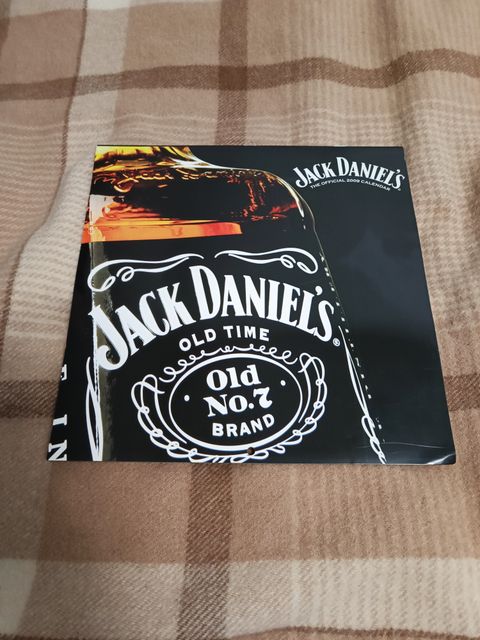 JACK DANIEL'S
THE OFFICIAL 2009 CALENDAR
JACK DANIEL'S®
OLD TIME
Old
No.7
BRAND